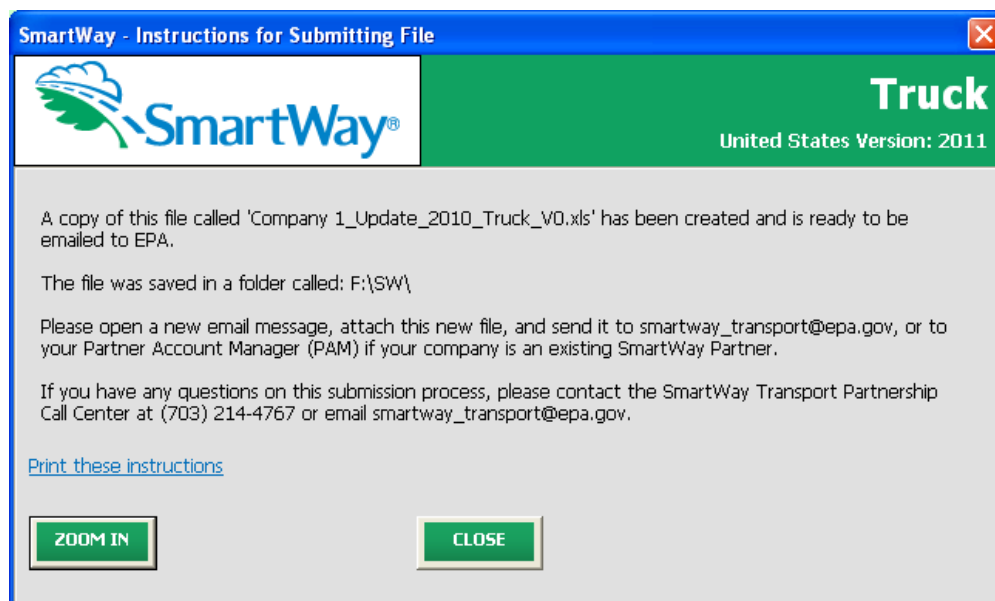 SmartWay - Instructions for Submitting File
SmartWay®
Truck
United States Version: 2011
A copy of this file called 'Company 1_Update_2010_Truck_V0.xls' has been created and is ready to be
emailed to EPA.
The file was saved in a folder called: F:\SW\
Please open a new email message, attach this new file, and send it to smartway_transport@epa.gov, or to
your Partner Account Manager (PAM) if your company is an existing SmartWay Partner.
If you have any questions on this submission process, please contact the SmartWay Transport Partnership
Call Center at (703) 214-4767 or email smartway_transport@epa.gov.
Print these instructions
ZOOM IN
CLOSE